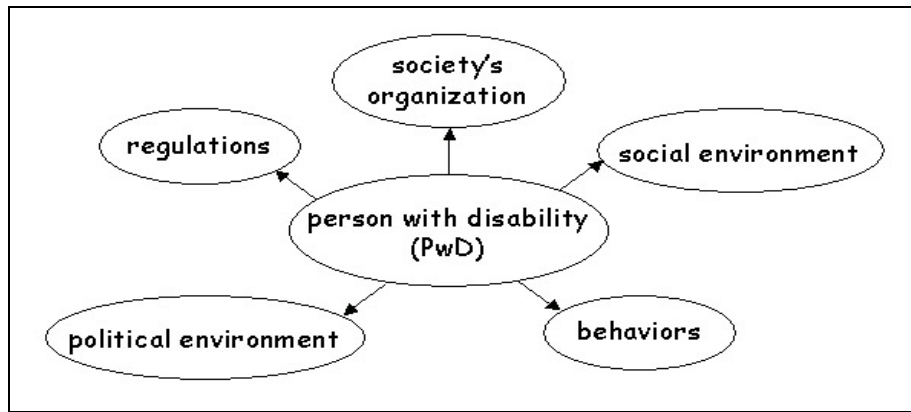 society's
organization
regulations
social environment
person with disability
(PwD)
political environment
behaviors